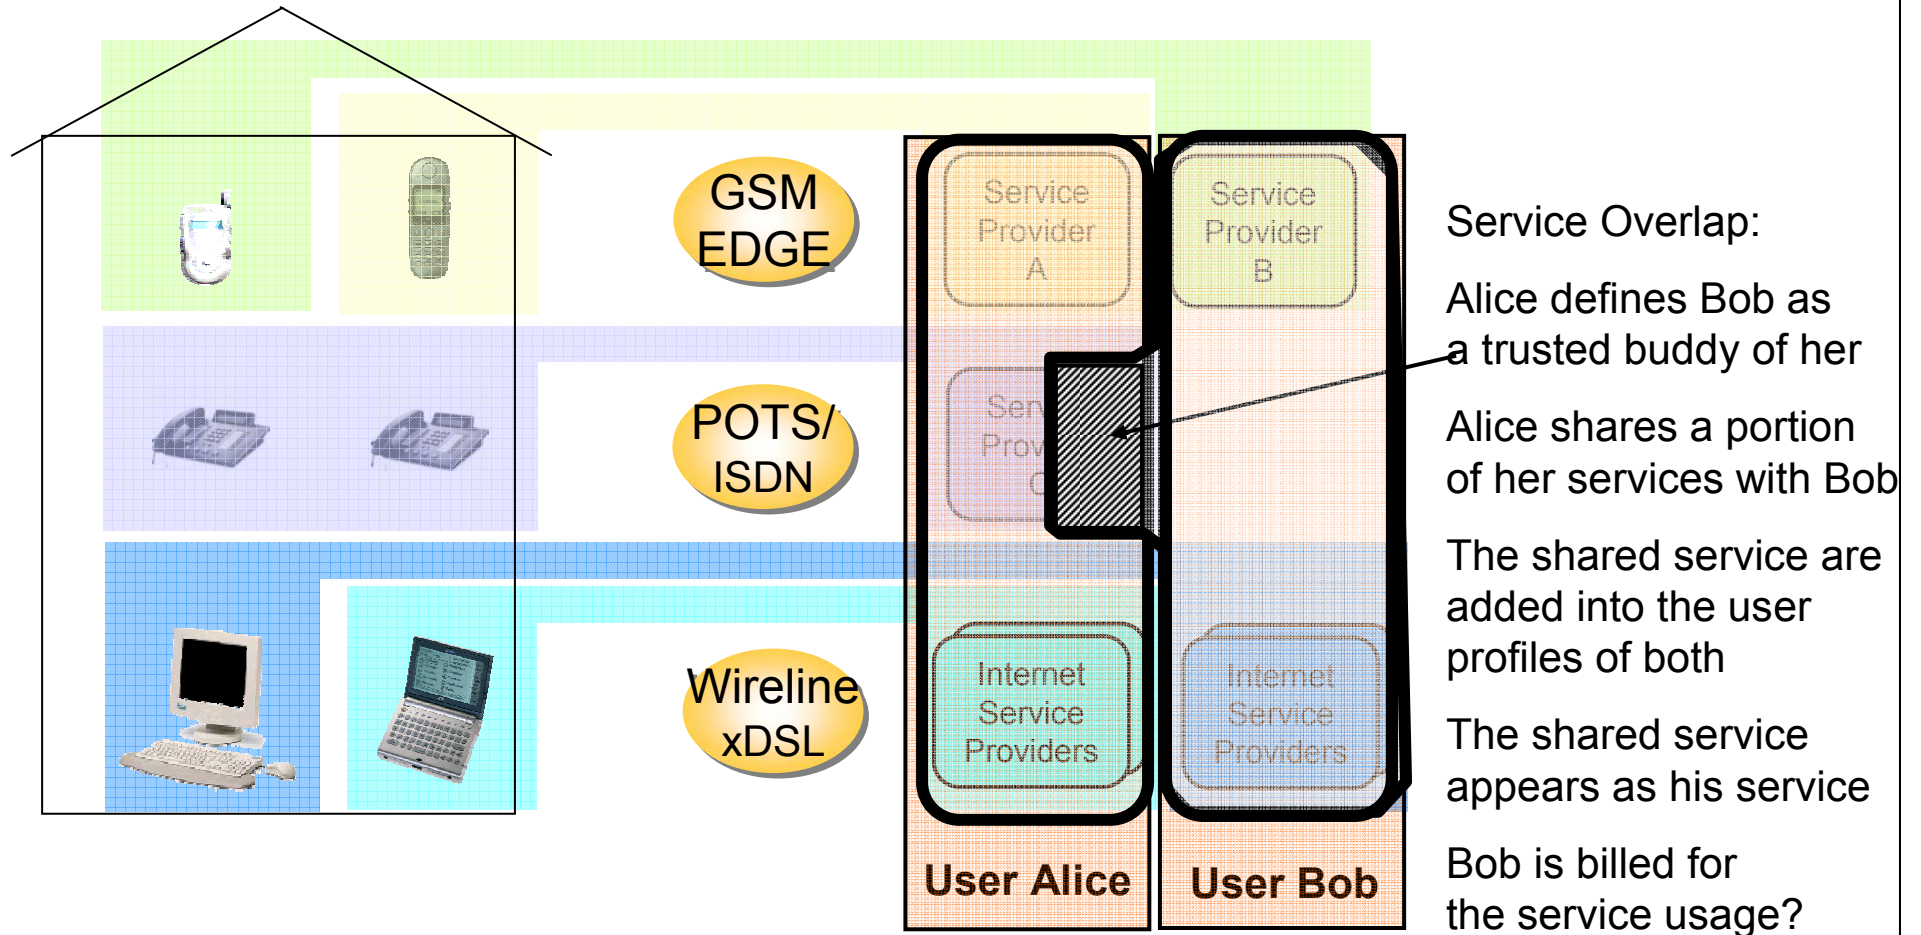 GSM
EDGE
POTS/
ISDN
Wireline
xDSL
Service
Provider
A
Service
Provider
B
Internet
Service
Providers
Internet
Service
Providers
User Alice
User Bob
Service Overlap:
Alice defines Bob as
a trusted buddy of her
Alice shares a portion
of her services with Bob
The shared service are
added into the user
profiles of both
The shared service
appears as his service
Bob is billed for
the service usage?